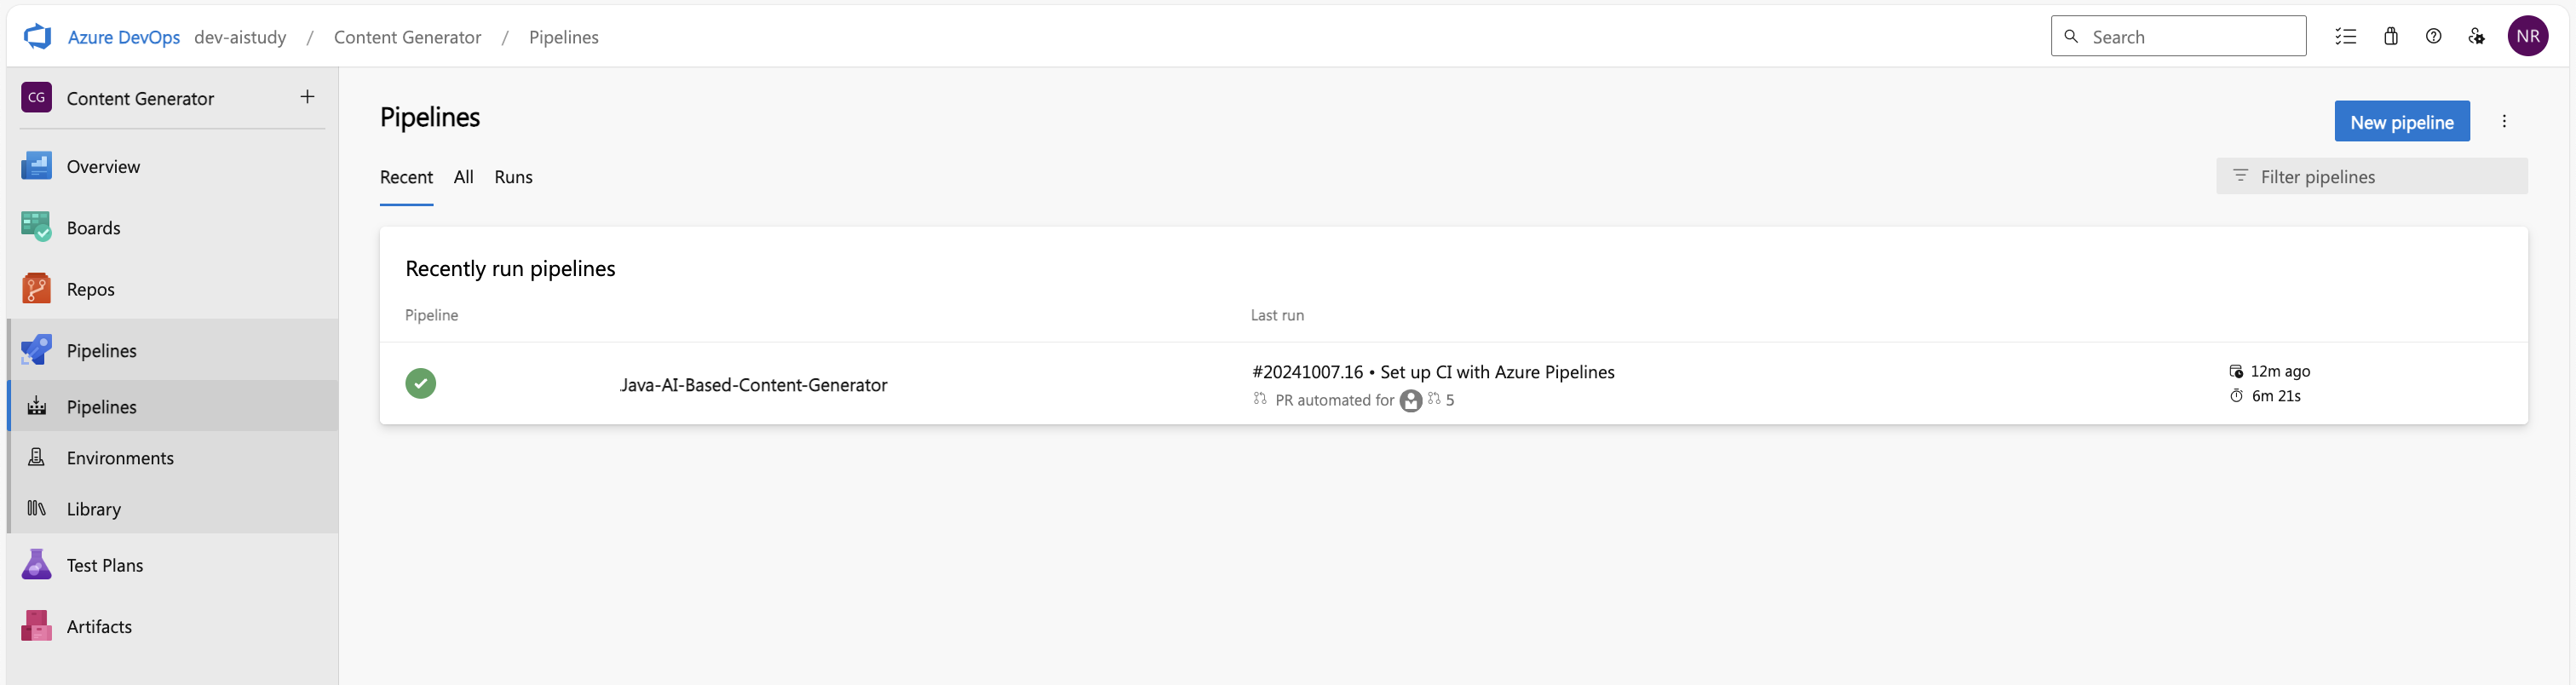 Azure DevOps dev-aistudy / Content Generator / Pipelines Search NR
CG Content Generator +
Pipelines
New pipeline
Overview
Recent All Runs
Filter pipelines
Boards
Recently run pipelines
Repos
Pipeline Last run
Pipelines
Java-AI-Based-Content-Generator
#20241007.16 • Set up CI with Azure Pipelines
12m ago
PR automated for 5
6m 21s
Pipelines
Environments
Library
Test Plans
Artifacts